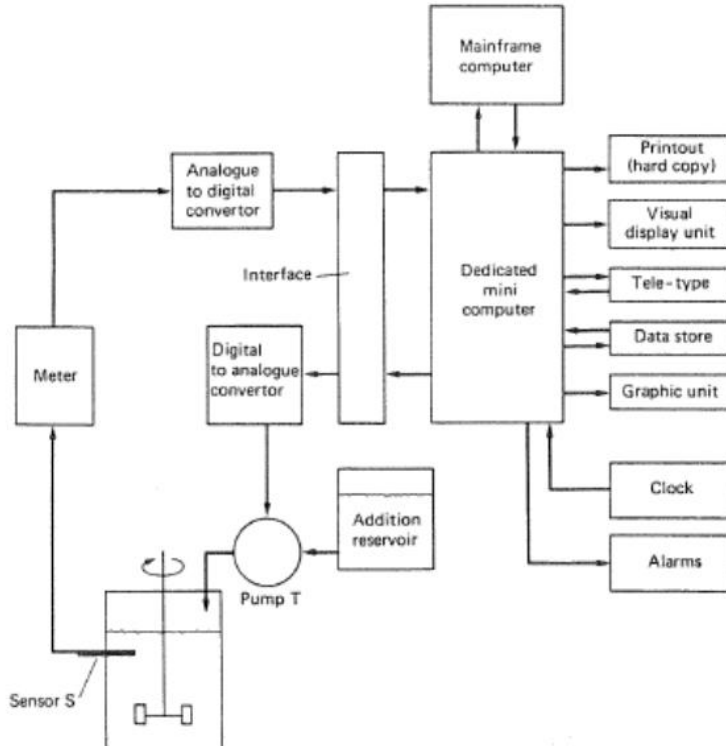 Mainframe
computer
Printout
(hard copy)
Analogue
to digital
convertor
Visual
display unit
Interface
Dedicated
mini
computer
Tele-type
Data store
Digital
to analogue
convertor
Meter
Graphic unit
Clock
Addition
reservoir
Alarms
Pump T
Sensor S